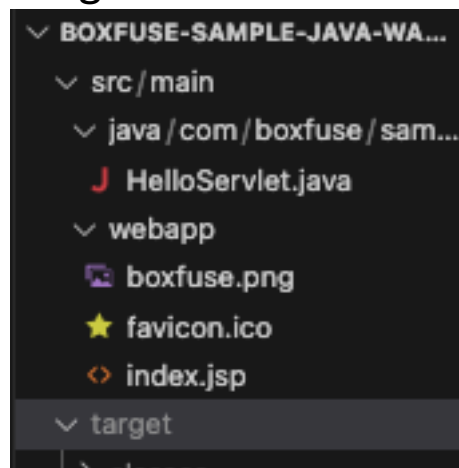 BOXFUSE-SAMPLE-JAVA-WA...
src/main
java/com/boxfuse/sam...
J HelloServlet.java
webapp
boxfuse.png
favicon.ico
<> index.jsp
target